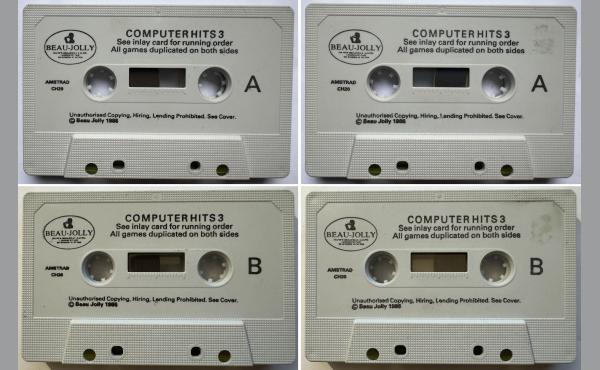 BEAU-JOLLY
COMPUTER HITS 3
See inlay card for running order
All games duplicated on both sides
AMSTRAD
CH20
A
Unauthorised Copying, Hiring, Lending Prohibited. See Cover.
© Beau Jolly 1986
BEAU-JOLLY
COMPUTER HITS 3
See inlay card for running order
All games duplicated on both sides
AMSTRAD
CH20
A
Unauthorised Copying, Hiring, Lending Prohibited. See Cover.
© Beau Jolly 1986
BEAU-JOLLY
COMPUTER HITS 3
See inlay card for running order
All games duplicated on both sides
AMSTRAD
CH20
B
Unauthorised Copying, Hiring, Lending Prohibited. See Cover.
© Beau Jolly 1986
BEAU-JOLLY
COMPUTER HITS 3
See inlay card for running order
All games duplicated on both sides
AMSTRAD
CH20
B
Unauthorised Copying, Hiring, Lending Prohibited. See Cover.
© Beau Jolly 1986